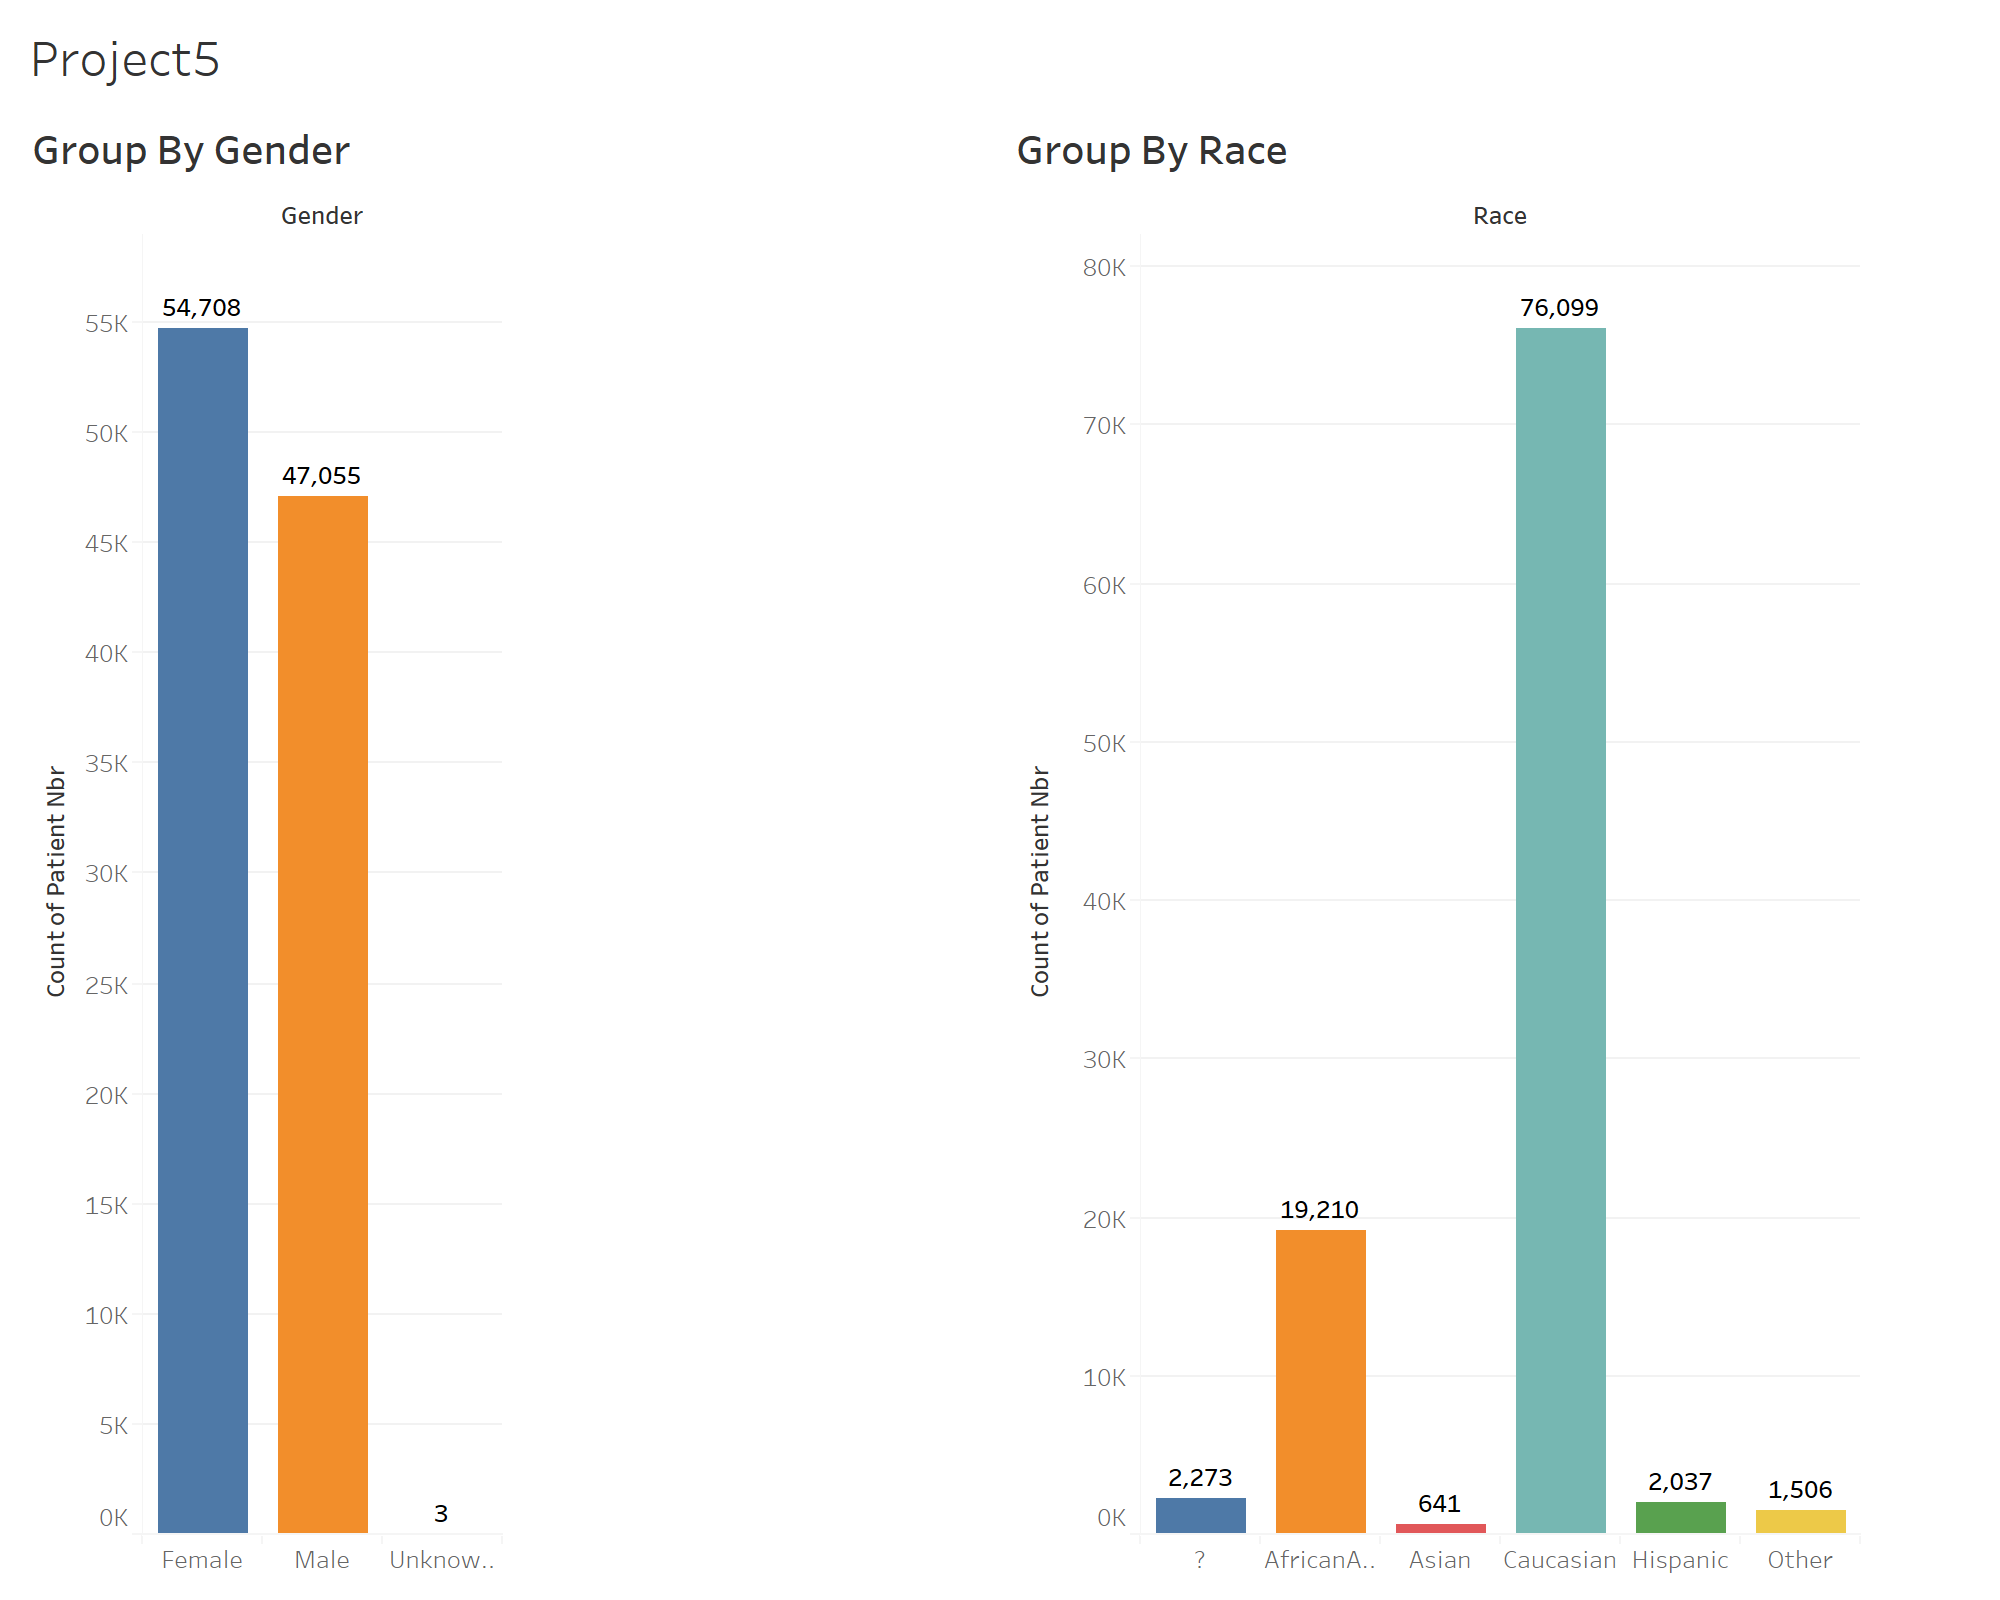 Project5
Group By Gender
Gender
55K
50K
45K
40K
35K
30K
25K
20K
15K
10K
5K
0K
Count of Patient Nbr
54,708
47,055
3
Female Male Unknow..
Group By Race
Race
80K
70K
60K
50K
40K
30K
20K
10K
0K
Count of Patient Nbr
2,273
19,210
641
76,099
2,037
1,506
? AfricanA.. Asian Caucasian Hispanic Other